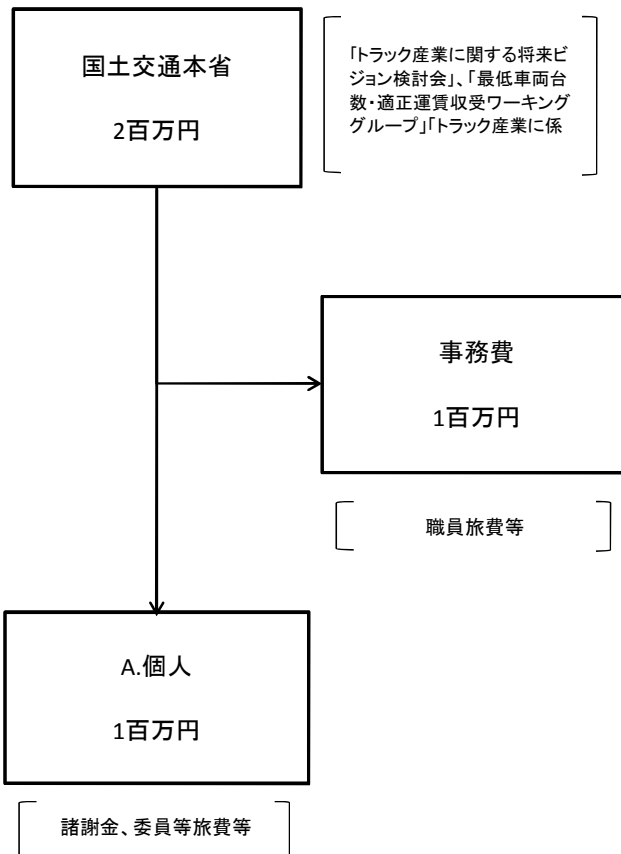 国土交通本省
2百万円
「トラック産業に関する将来ビ
ジョン検討会」、「最低車両台
数・適正運賃収受ワーキング
グループ」「トラック産業に係
事務費
1百万円
職員旅費等
A.個人
1百万円
諸謝金、委員等旅費等